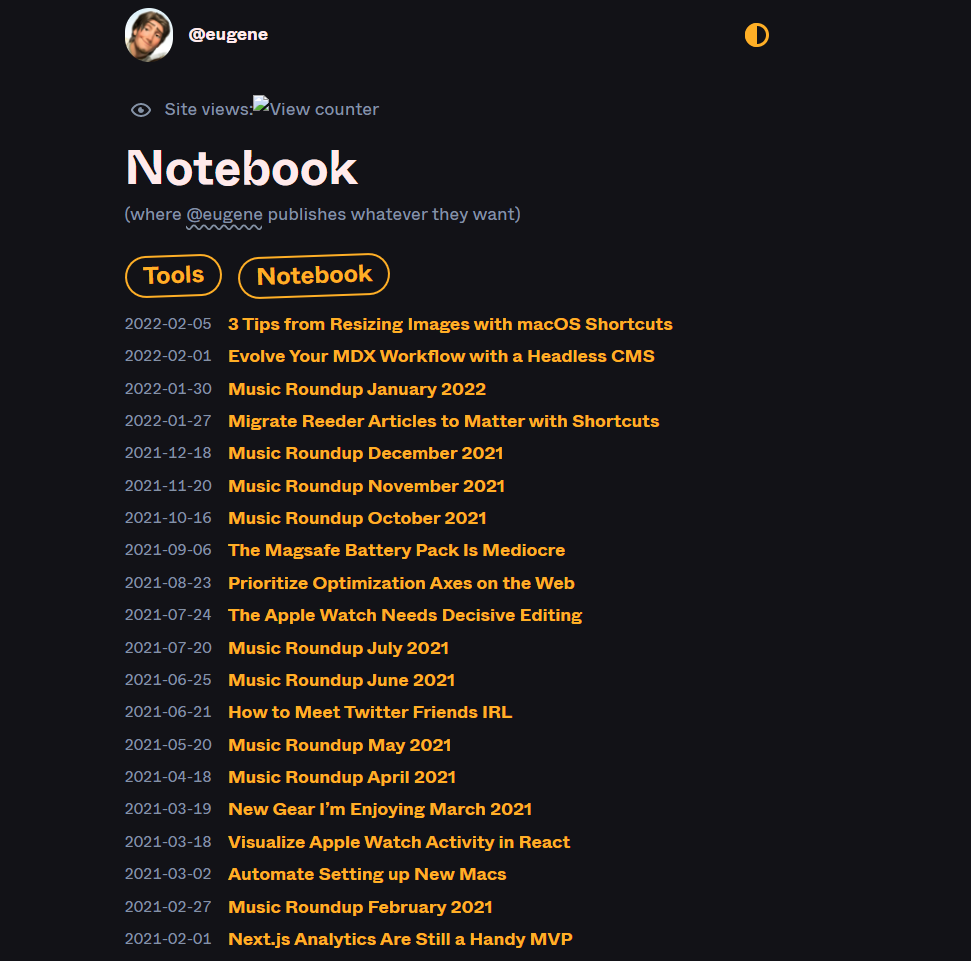 @eugene
Site views: View counter
Notebook
(where @eugene publishes whatever they want)
Tools Notebook
2022-02-05 3 Tips from Resizing Images with macOS Shortcuts
2022-02-01 Evolve Your MDX Workflow with a Headless CMS
2022-01-30 Music Roundup January 2022
2022-01-27 Migrate Reeder Articles to Matter with Shortcuts
2021-12-18 Music Roundup December 2021
2021-11-20 Music Roundup November 2021
2021-10-16 Music Roundup October 2021
2021-09-06 The Magsafe Battery Pack Is Mediocre
2021-08-23 Prioritize Optimization Axes on the Web
2021-07-24 The Apple Watch Needs Decisive Editing
2021-07-20 Music Roundup July 2021
2021-06-25 Music Roundup June 2021
2021-06-21 How to Meet Twitter Friends IRL
2021-05-20 Music Roundup May 2021
2021-04-18 Music Roundup April 2021
2021-03-19 New Gear I’m Enjoying March 2021
2021-03-18 Visualize Apple Watch Activity in React
2021-03-02 Automate Setting up New Macs
2021-02-27 Music Roundup February 2021
2021-02-01 Next.js Analytics Are Still a Handy MVP